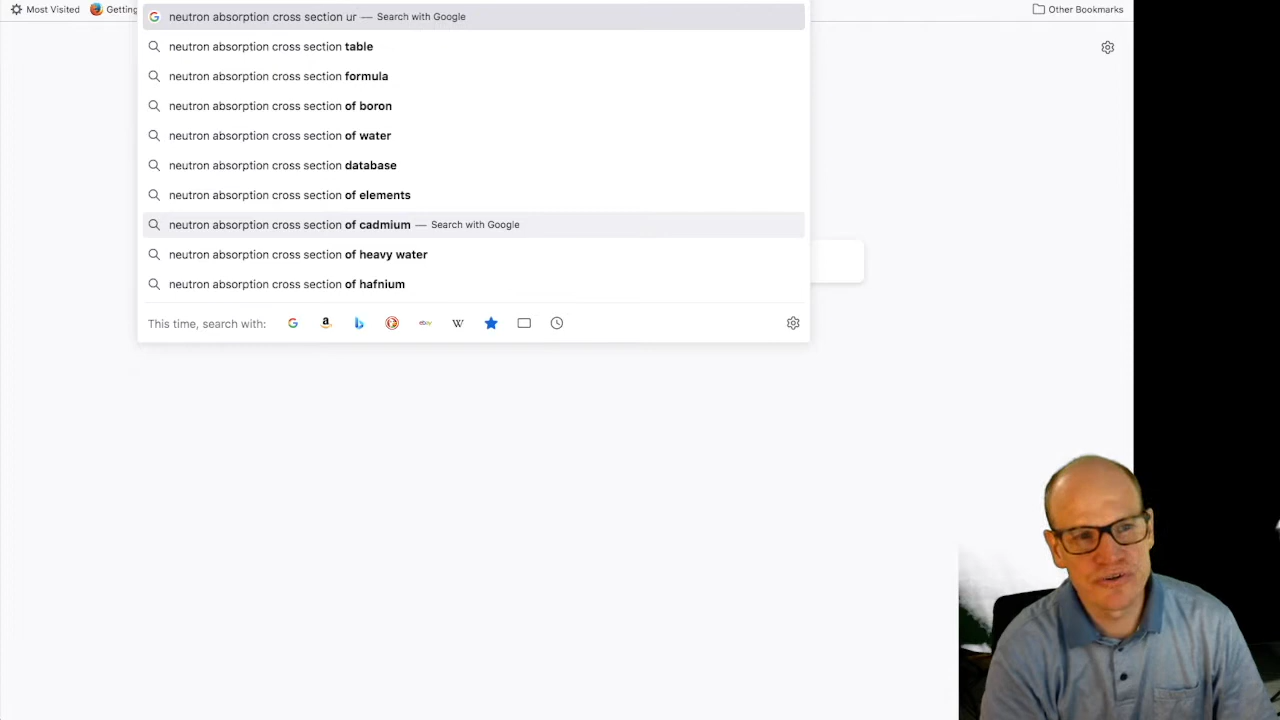 Most Visited
Getting
Other Bookmarks
neutron absorption cross section ur — Search with Google
neutron absorption cross section table
neutron absorption cross section formula
neutron absorption cross section of boron
neutron absorption cross section of water
neutron absorption cross section database
neutron absorption cross section of elements
neutron absorption cross section of cadmium — Search with Google
neutron absorption cross section of heavy water
neutron absorption cross section of hafnium
This time, search with:
a
b
ebay
W